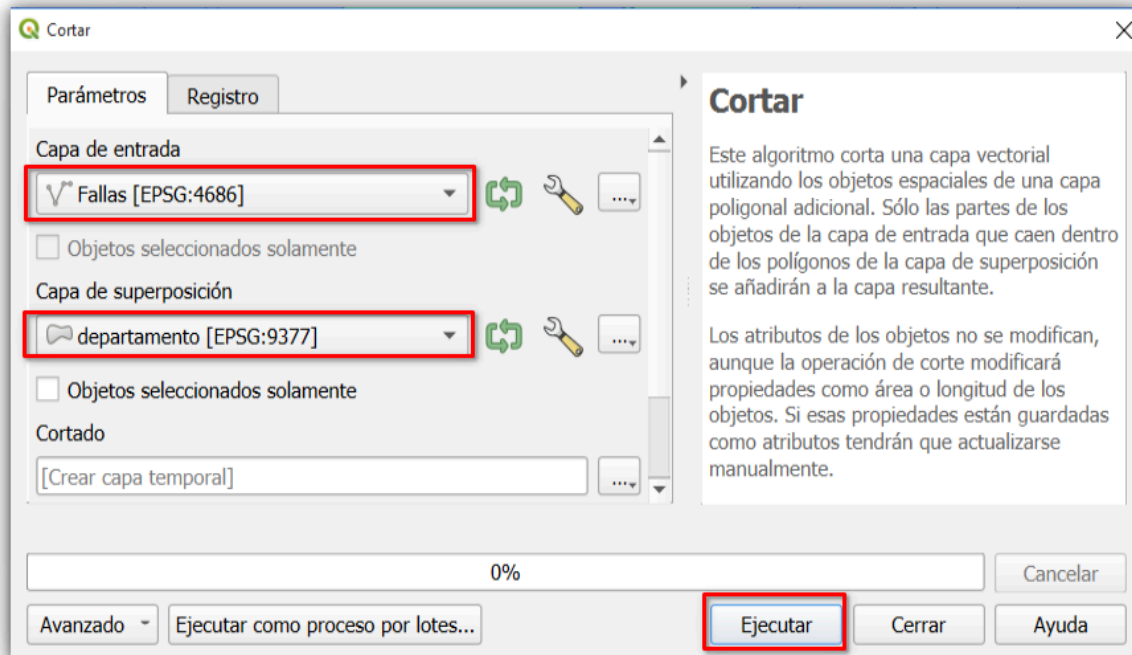 Cortar
Parámetros
Registro
Capa de entrada
Fallas [EPSG:4686]
...
Objetos seleccionados solamente
Capa de superposición
departamento [EPSG:9377]
...
Objetos seleccionados solamente
Cortado
[Crear capa temporal]
...
Cortar
Este algoritmo corta una capa vectorial
utilizando los objetos espaciales de una capa
poligonal adicional. Sólo las partes de los
objetos de la capa de entrada que caen dentro
de los polígonos de la capa de superposición
se añadirán a la capa resultante.
Los atributos de los objetos no se modifican,
aunque la operación de corte modificará
propiedades como área o longitud de los
objetos. Si esas propiedades están guardadas
como atributos tendrán que actualizarse
manualmente.
0%
Cancelar
Avanzado
Ejecutar como proceso por lotes...
Ejecutar
Cerrar
Ayuda